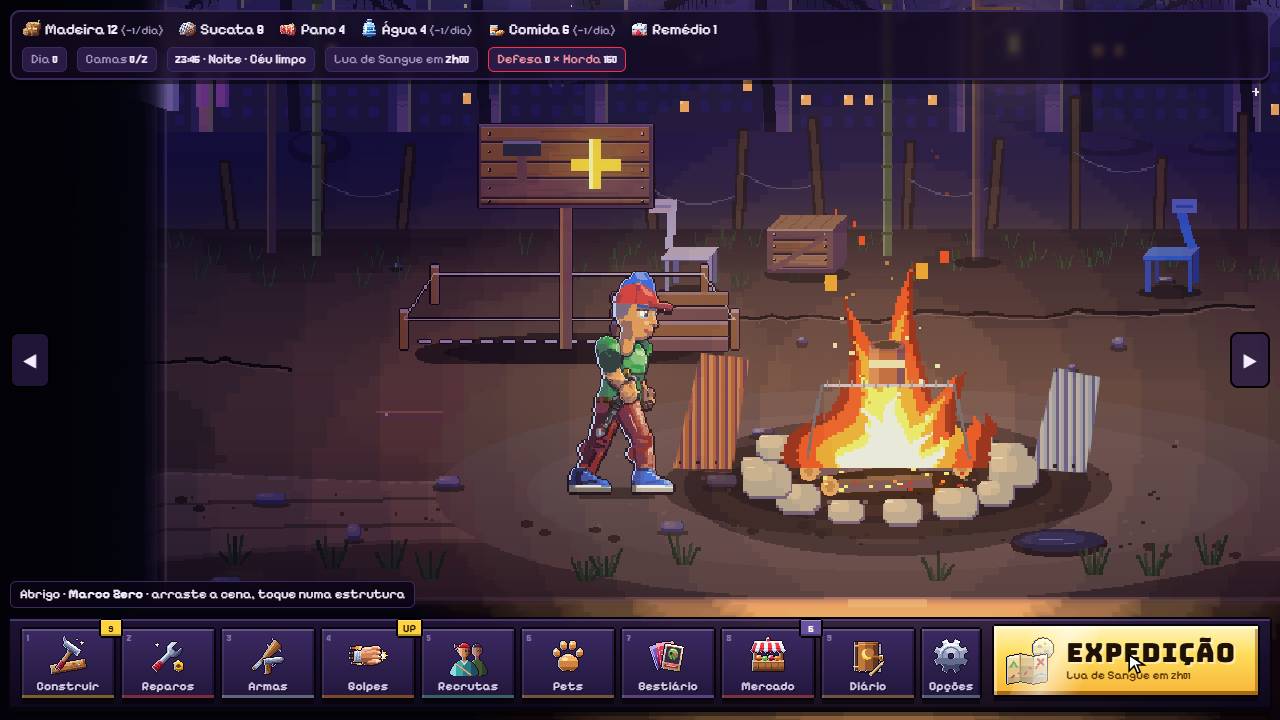 Madeira 12 (-1/dia) Sucata 8 Pano 4 Água 4 (-1/dia) Comida 6 (-1/dia) Remédio 1
Dia 0 Camas 0/2 23:45 · Noite · Céu limpo Lua de Sangue em 2h00 Defesa 0 × Horda 150
Abrigo · Marco Zero · arraste a cena, toque numa estrutura
9 UP 5
1 2 3 4 5 6 7 8 9
Construir Reparos Armas Golpes Recrutas Pets Bestiário Mercado Diário Opções
EXPEDIÇÃO
Lua de Sangue em 2h01